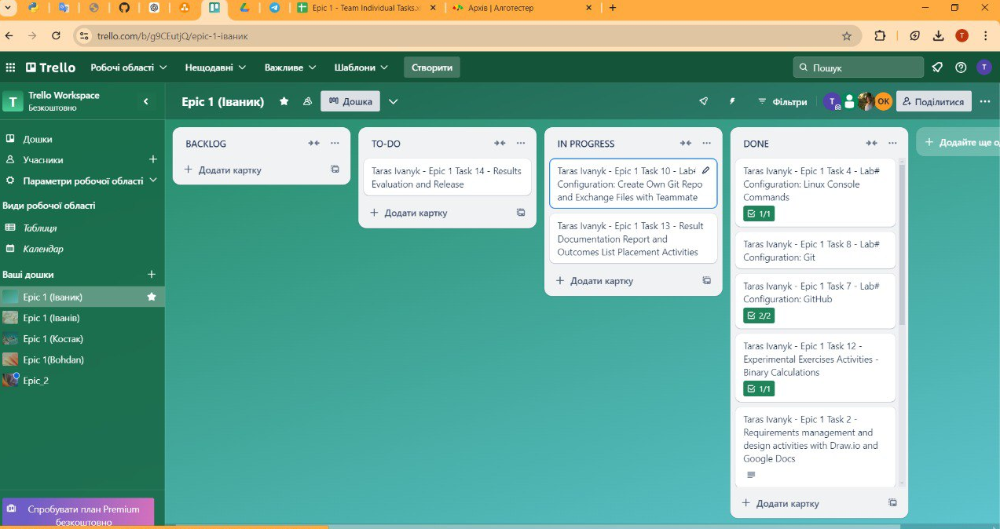 Epic 1 - Team Individual Tasks.x
Архів | Алготестер
trello.com/b/g9CEutjQ/epic-1-іваник
T
Trello
Робочі області
Нещодавні
Важливе
Шаблони
Створити
Пошук
T
T
Trello Workspace
Безкоштовно
Epic 1 (Іваник)
Дошка
Фільтри
T
OK
Поділитися
Дошки
Учасники
Параметри робочої області
Види робочої області
Таблиця
Календар
Ваші дошки
Epic 1 (Іваник)
Epic 1 (Іванів)
Epic 1 (Костак)
Epic 1(Bohdan)
Epic_2
Спробувати план Premium
безкоштовно
BACKLOG
Додати картку
TO-DO
Taras Ivanyk - Epic 1 Task 14 - Results
Evaluation and Release
Додати картку
IN PROGRESS
Taras Ivanyk - Epic 1 Task 10 - Lab#
Configuration: Create Own Git Repo
and Exchange Files with Teammate
Taras Ivanyk - Epic 1 Task 13 - Result
Documentation Report and
Outcomes List Placement Activities
Додати картку
DONE
Taras Ivanyk - Epic 1 Task 4 - Lab#
Configuration: Linux Console
Commands
1/1
Taras Ivanyk - Epic 1 Task 8 - Lab#
Configuration: Git
Taras Ivanyk - Epic 1 Task 7 - Lab#
Configuration: GitHub
2/2
Taras Ivanyk - Epic 1 Task 12 -
Experimental Exercises Activities -
Binary Calculations
1/1
Taras Ivanyk - Epic 1 Task 2 -
Requirements management and
design activities with Draw.io and
Google Docs
Додати картку
Додайте ще о